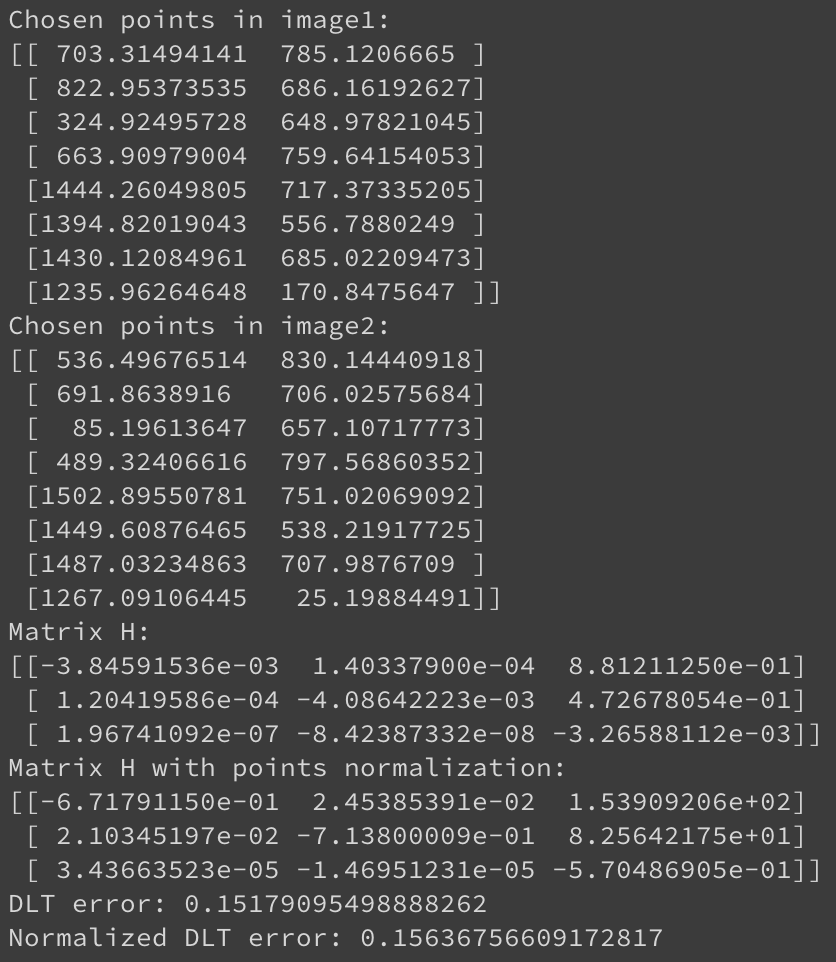 Chosen points in image1:
[[ 703.31494141  785.1206665 ]
 [ 822.95373535  686.16192627]
 [ 324.92495728  648.97821045]
 [ 663.90979004  759.64154053]
 [1444.26049805  717.37335205]
 [1394.82019043  556.7880249 ]
 [1430.12084961  685.02209473]
 [1235.96264648  170.8475647 ]]
Chosen points in image2:
[[ 536.49676514  830.14440918]
 [ 691.8638916   706.02575684]
 [  85.19613647  657.10717773]
 [ 489.32406616  797.56860352]
 [1502.89550781  751.02069092]
 [1449.60876465  538.21917725]
 [1487.03234863  707.9876709 ]
 [1267.09106445   25.19884491]]
Matrix H:
[[-3.84591536e-03  1.40337900e-04  8.81211250e-01]
 [ 1.20419586e-04 -4.08642223e-03  4.72678054e-01]
 [ 1.96741092e-07 -8.42387332e-08 -3.26588112e-03]]
Matrix H with points normalization:
[[-6.71791150e-01  2.45385391e-02  1.53909206e+02]
 [ 2.10345197e-02 -7.13800009e-01  8.25642175e+01]
 [ 3.43663523e-05 -1.46951231e-05 -5.70486905e-01]]
DLT error: 0.15179095498888262
Normalized DLT error: 0.15636756609172817